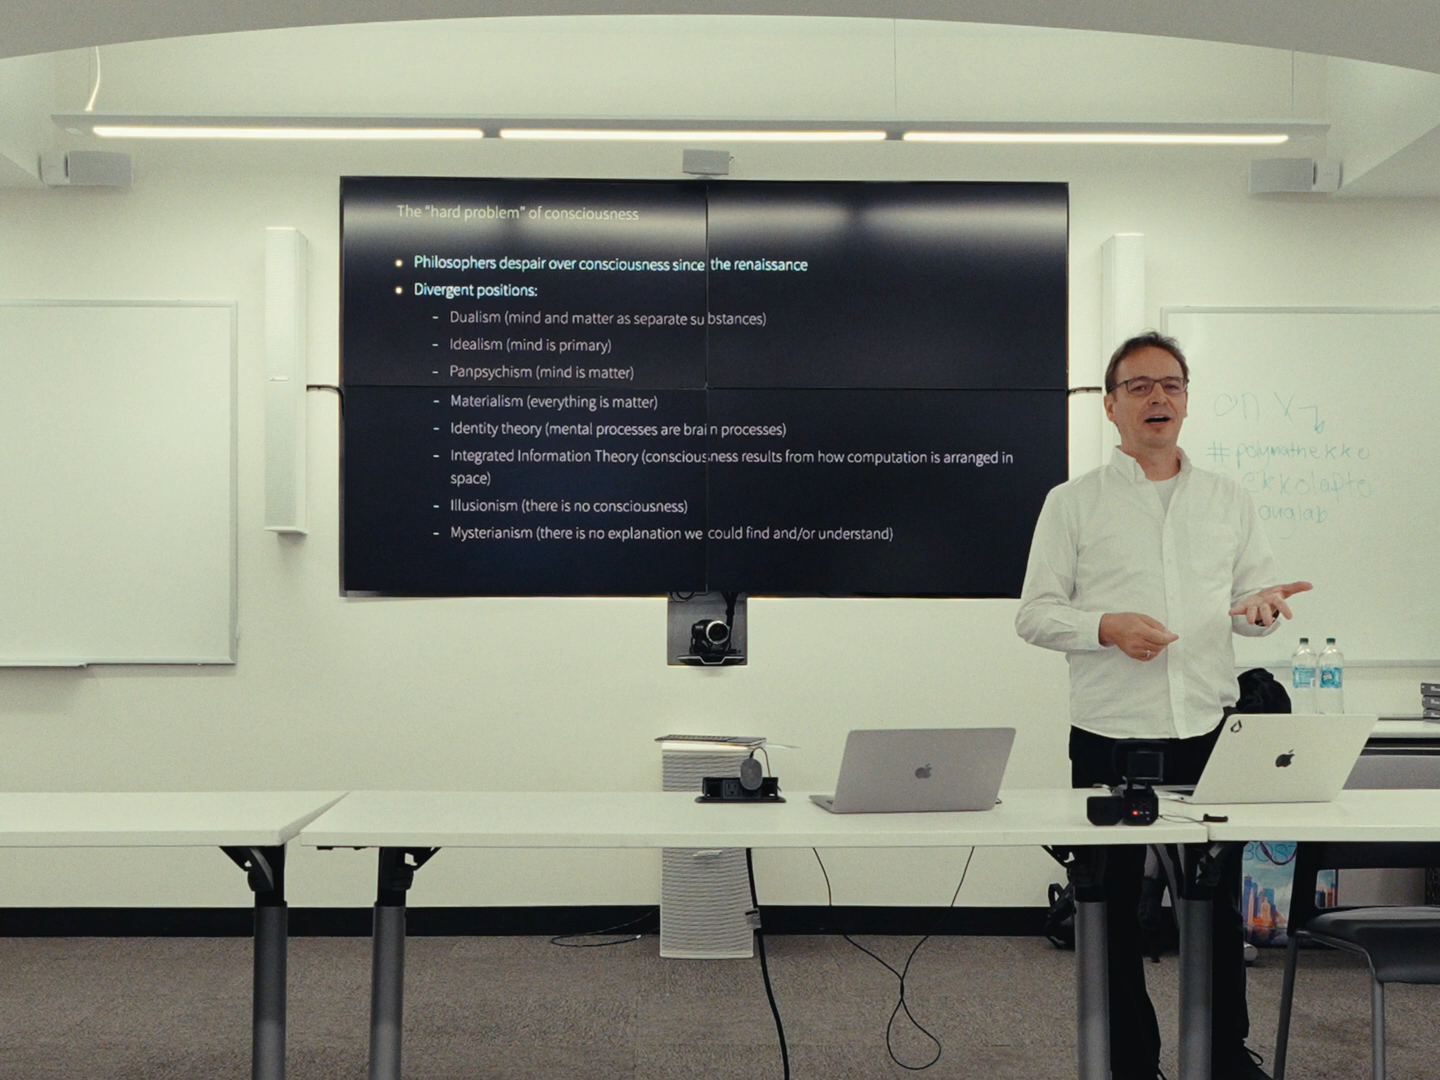 The "hard problem" of consciousness
• Philosophers despair over consciousness since the renaissance
• Divergent positions:
- Dualism (mind and matter as separate substances)
- Idealism (mind is primary)
- Panpsychism (mind is matter)
- Materialism (everything is matter)
- Identity theory (mental processes are brain processes)
- Integrated Information Theory (consciousness results from how computation is arranged in
space)
- Illusionism (there is no consciousness)
- Mysterianism (there is no explanation we could find and/or understand)
on X
#polymathekko
ekkolapto